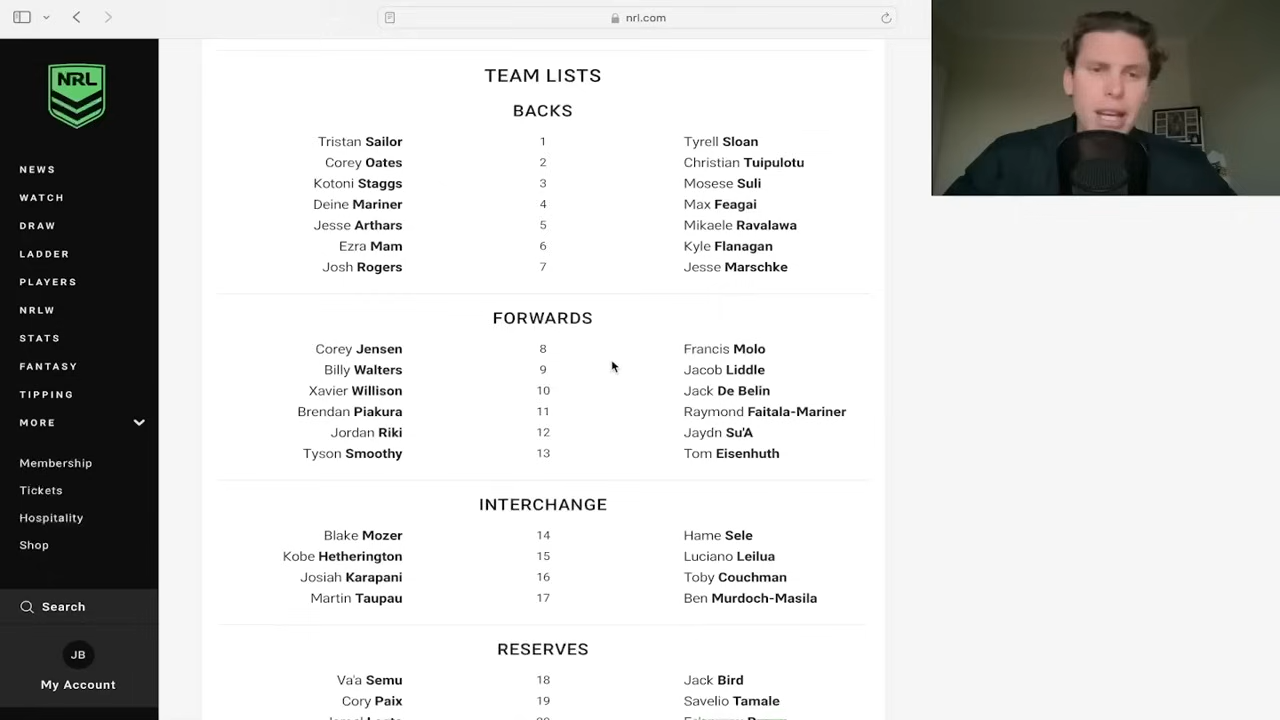 nrl.com
NRL
NEWS
WATCH
DRAW
LADDER
PLAYERS
NRLW
STATS
FANTASY
TIPPING
MORE
Membership
Tickets
Hospitality
Shop
Search
JB
My Account
TEAM LISTS
BACKS
Tristan Sailor 1 Tyrell Sloan
Corey Oates 2 Christian Tuipulotu
Kotoni Staggs 3 Mosese Suli
Deine Mariner 4 Max Feagai
Jesse Arthars 5 Mikaele Ravalawa
Ezra Mam 6 Kyle Flanagan
Josh Rogers 7 Jesse Marschke
FORWARDS
Corey Jensen 8 Francis Molo
Billy Walters 9 Jacob Liddle
Xavier Willison 10 Jack De Belin
Brendan Piakura 11 Raymond Faitala-Mariner
Jordan Riki 12 Jaydn Su'A
Tyson Smoothy 13 Tom Eisenhuth
INTERCHANGE
Blake Mozer 14 Hame Sele
Kobe Hetherington 15 Luciano Leilua
Josiah Karapani 16 Toby Couchman
Martin Taupau 17 Ben Murdoch-Masila
RESERVES
Va'a Semu 18 Jack Bird
Cory Paix 19 Savelio Tamale